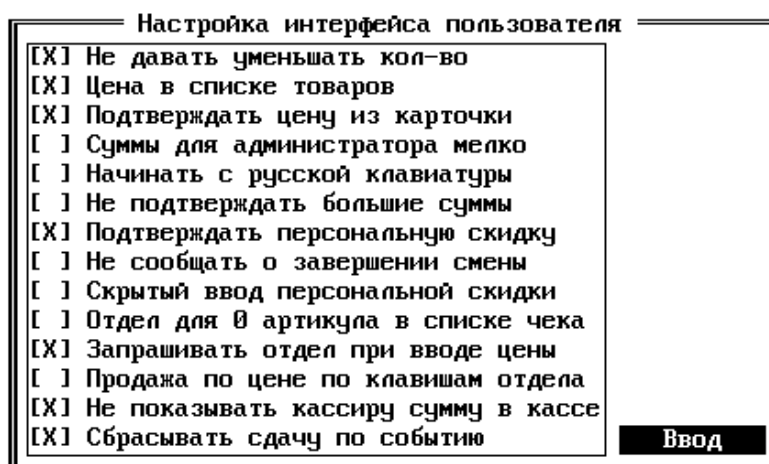 Настройка интерфейса пользователя
[X] Не давать уменьшать кол-во
[X] Цена в списке товаров
[X] Подтверждать цену из карточки
[ ] Суммы для администратора мелко
[ ] Начинать с русской клавиатуры
[ ] Не подтверждать большие суммы
[X] Подтверждать персональную скидку
[ ] Не сообщать о завершении смены
[ ] Скрытый ввод персональной скидки
[ ] Отдел для 0 артикула в списке чека
[X] Запрашивать отдел при вводе цены
[ ] Продажа по цене по клавишам отдела
[X] Не показывать кассиру сумму в кассе
[X] Сбрасывать сдачу по событию
Ввод